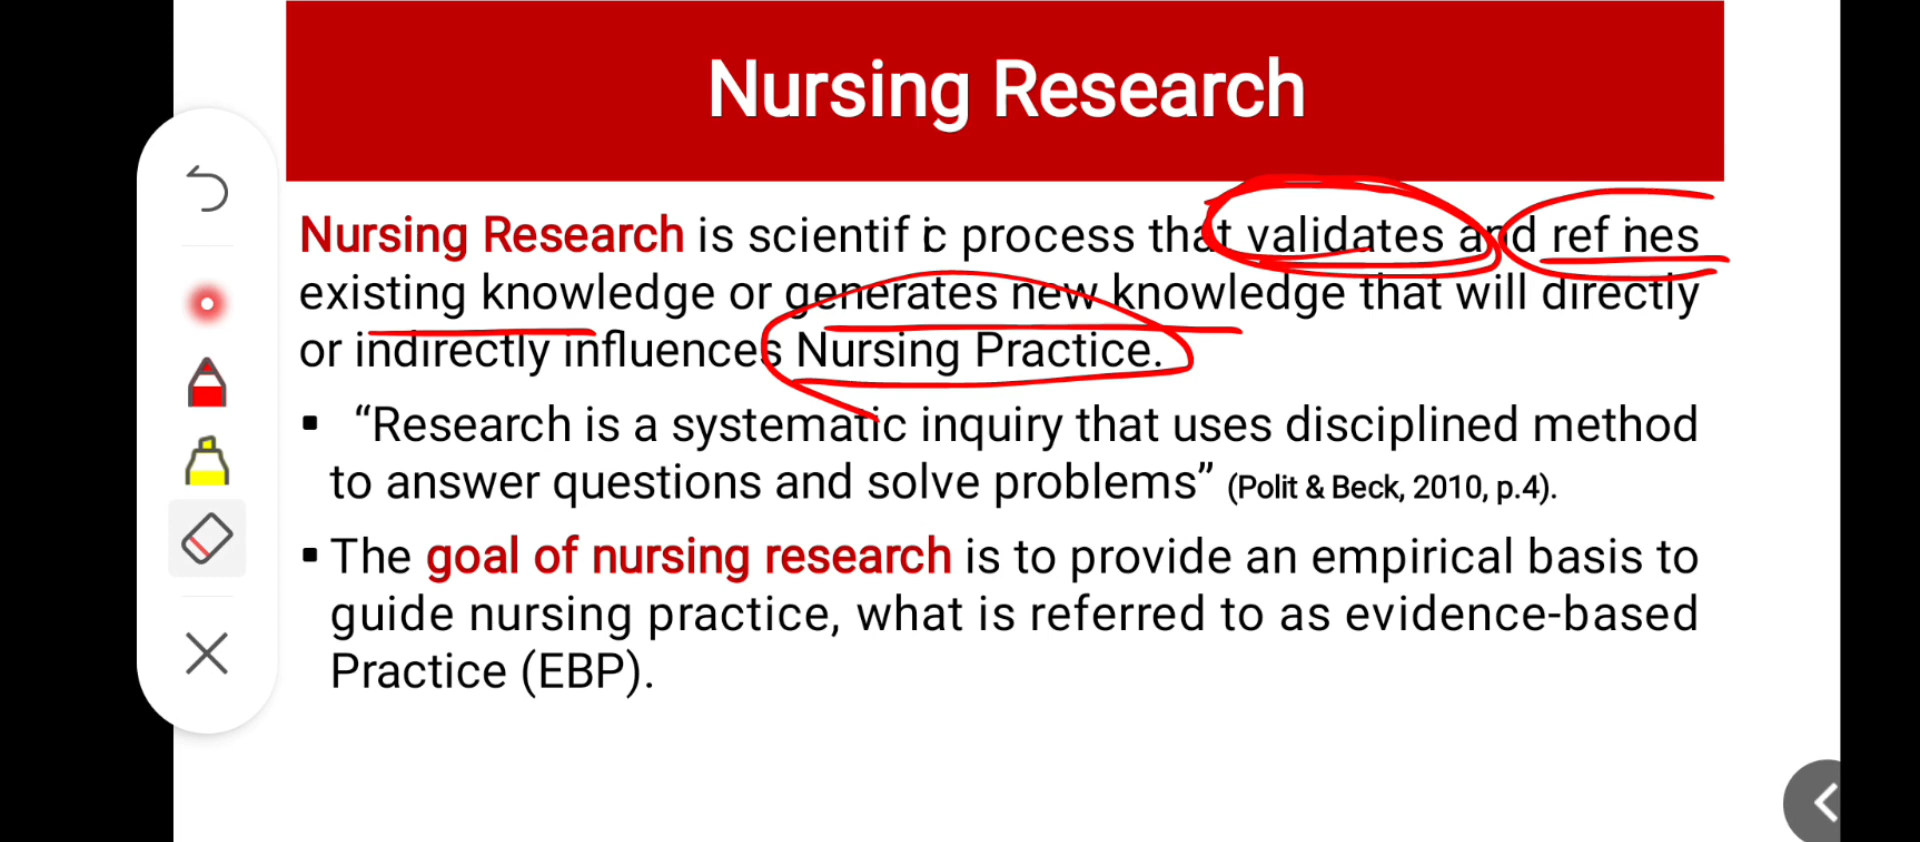 Nursing Research
Nursing Research is scientific process that validates and refines
existing knowledge or generates new knowledge that will directly
or indirectly influences Nursing Practice.
▪ “Research is a systematic inquiry that uses disciplined method
to answer questions and solve problems” (Polit & Beck, 2010, p.4).
▪ The goal of nursing research is to provide an empirical basis to
guide nursing practice, what is referred to as evidence-based
Practice (EBP).